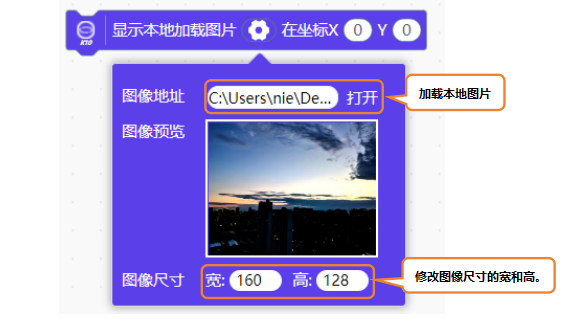 显示本地加载图片 在坐标X 0 Y 0
K10
图像地址 C:\Users\nie\De... 打开
加载本地图片
图像预览
图像尺寸 宽: 160 高: 128
修改图像尺寸的宽和高。